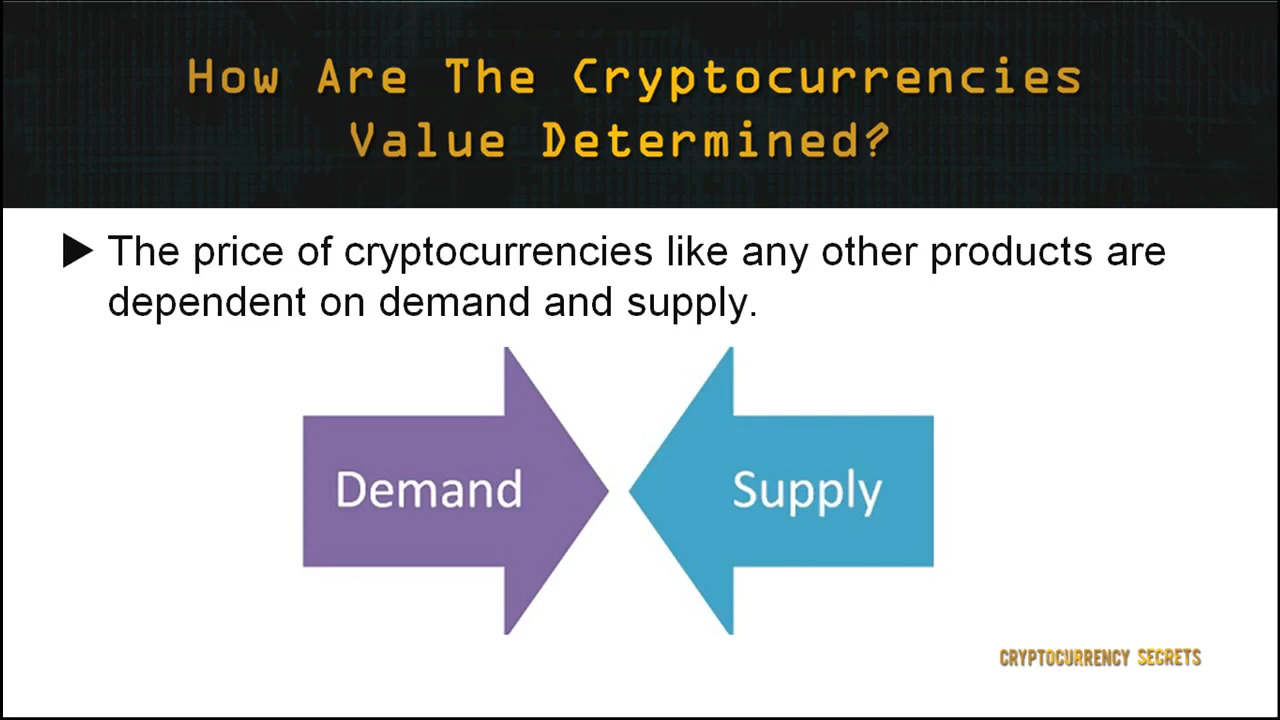 How Are The Cryptocurrencies
Value Determined?
The price of cryptocurrencies like any other products are
dependent on demand and supply.
Demand
Supply
CRYPTOCURRENCY SECRETS